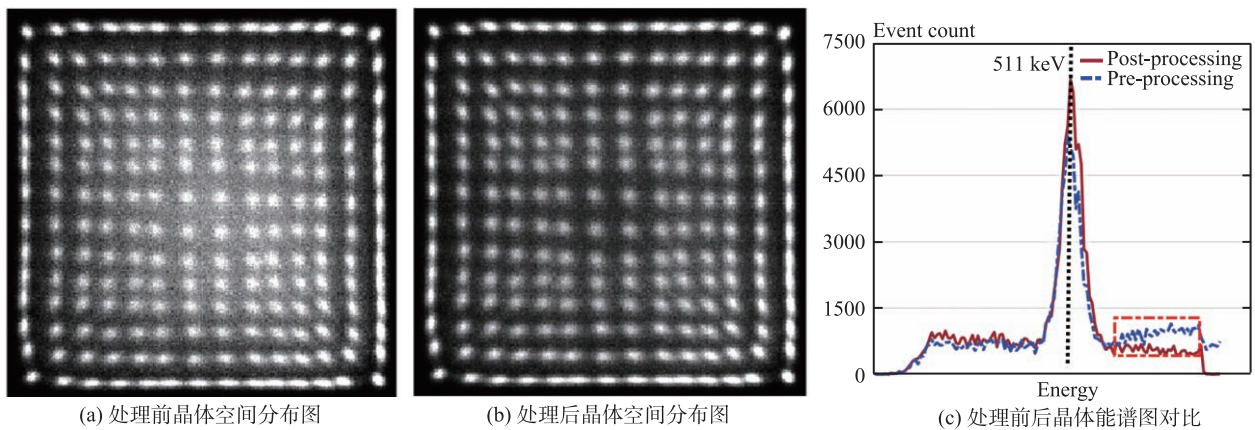 Event count
7500
6000
4500
3000
1500
0
511 keV
Post-processing
Pre-processing
Energy
(a) 处理前晶体空间分布图
(b) 处理后晶体空间分布图
(c) 处理前后晶体能谱图对比